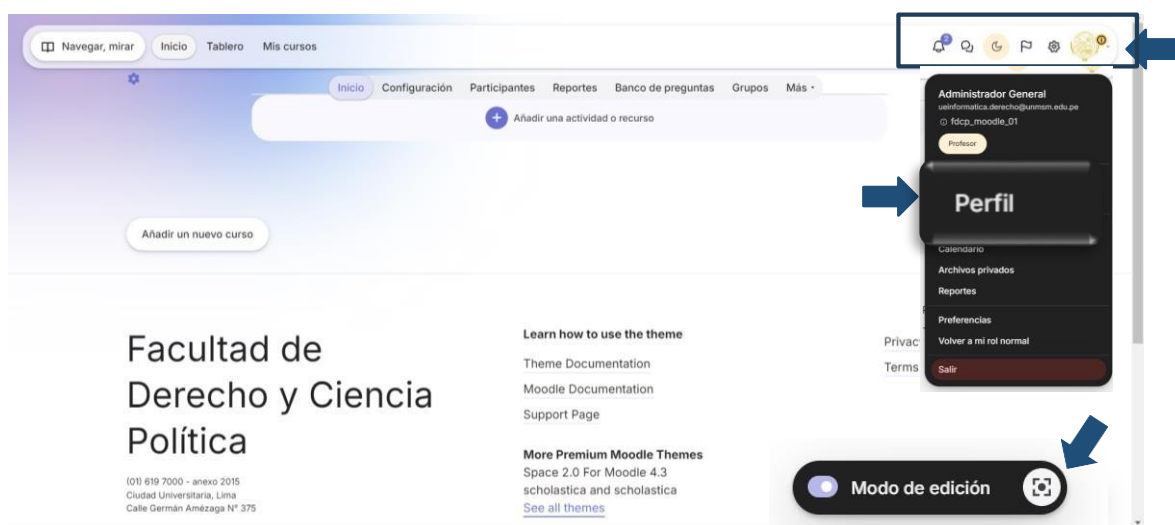 Navegar, mirar Inicio Tablero Mis cursos
2
Inicio Configuración Participantes Reportes Banco de preguntas Grupos Más
Añadir una actividad o recurso
Administrador General
ueinformatica.derecho@unmsm.edu.pe
fdcp_moodle_01
Profesor
Perfil
Calendario
Archivos privados
Reportes
Preferencias
Volver a mi rol normal
Salir
Añadir un nuevo curso
Facultad de
Derecho y Ciencia
Política
(01) 619 7000 - anexo 2015
Ciudad Universitaria, Lima
Calle Germán Amézaga N° 375
Learn how to use the theme
Theme Documentation
Moodle Documentation
Support Page
More Premium Moodle Themes
Space 2.0 For Moodle 4.3
scholastica and scholastica
See all themes
Terms
Modo de edición